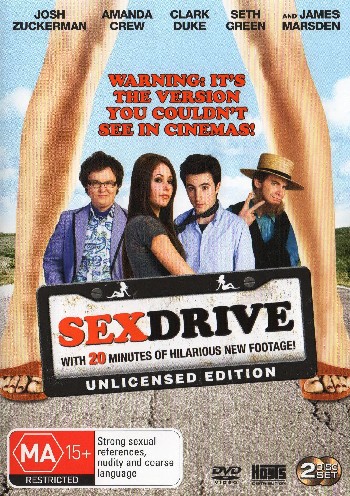 JOSH ZUCKERMAN
AMANDA CREW
CLARK DUKE
SETH GREEN
AND JAMES MARSDEN
WARNING: IT'S
THE VERSION
YOU COULDN'T
SEE IN CINEMAS!
SEXDRIVE
WITH 20 MINUTES OF HILARIOUS NEW FOOTAGE!
UNLICENSED EDITION
MA 15+
RESTRICTED
Strong sexual
references,
nudity and coarse
language
DVD
VIDEO
2 DISC
SET